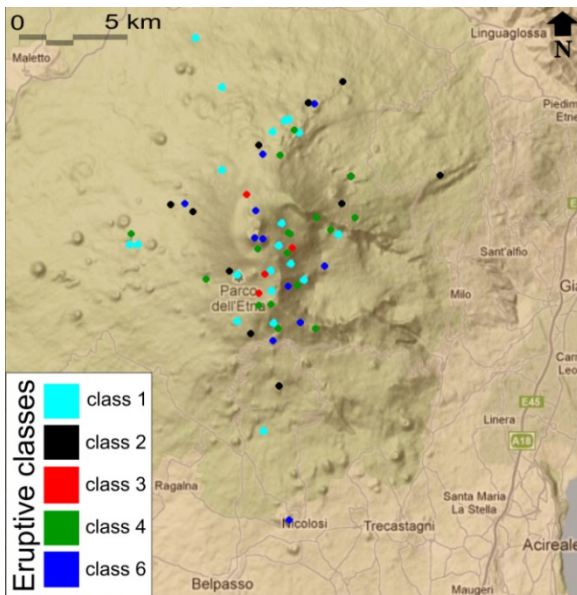 0 5 km
Maletto
Linguaglossa
N
Piedim
Etne
E
Sant'alfio
Milo
Gia
Parco
dell'Etna
Carr
Leo
E45
Linera
A18
Ragalna
Santa Maria
La Stella
Nicolosi
Trecastagni
Acireale
Belpasso
Maugeri
Eruptive classes
class 1
class 2
class 3
class 4
class 6